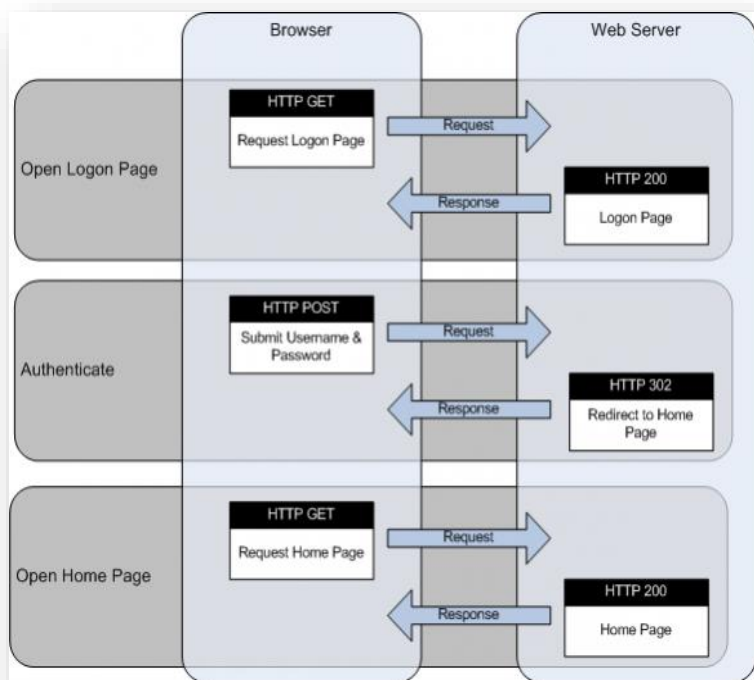 Browser
Web Server
Open Logon Page
HTTP GET
Request Logon Page
Request
HTTP 200
Logon Page
Response
Authenticate
HTTP POST
Submit Username &
Password
Request
HTTP 302
Redirect to Home
Page
Response
Open Home Page
HTTP GET
Request Home Page
Request
HTTP 200
Home Page
Response